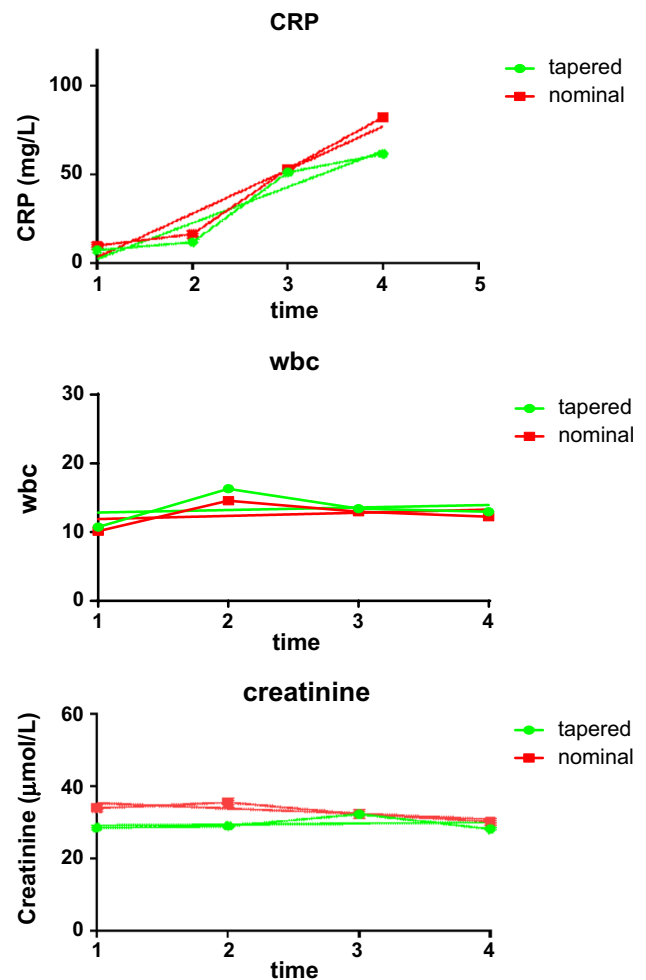 CRP
100
50
0
CRP (mg/L)
1 2 3 4 5
time
tapered
nominal
wbc
30
20
10
0
wbc
1 2 3 4
time
tapered
nominal
creatinine
60
40
20
0
Creatinine (μmol/L)
1 2 3 4
time
tapered
nominal